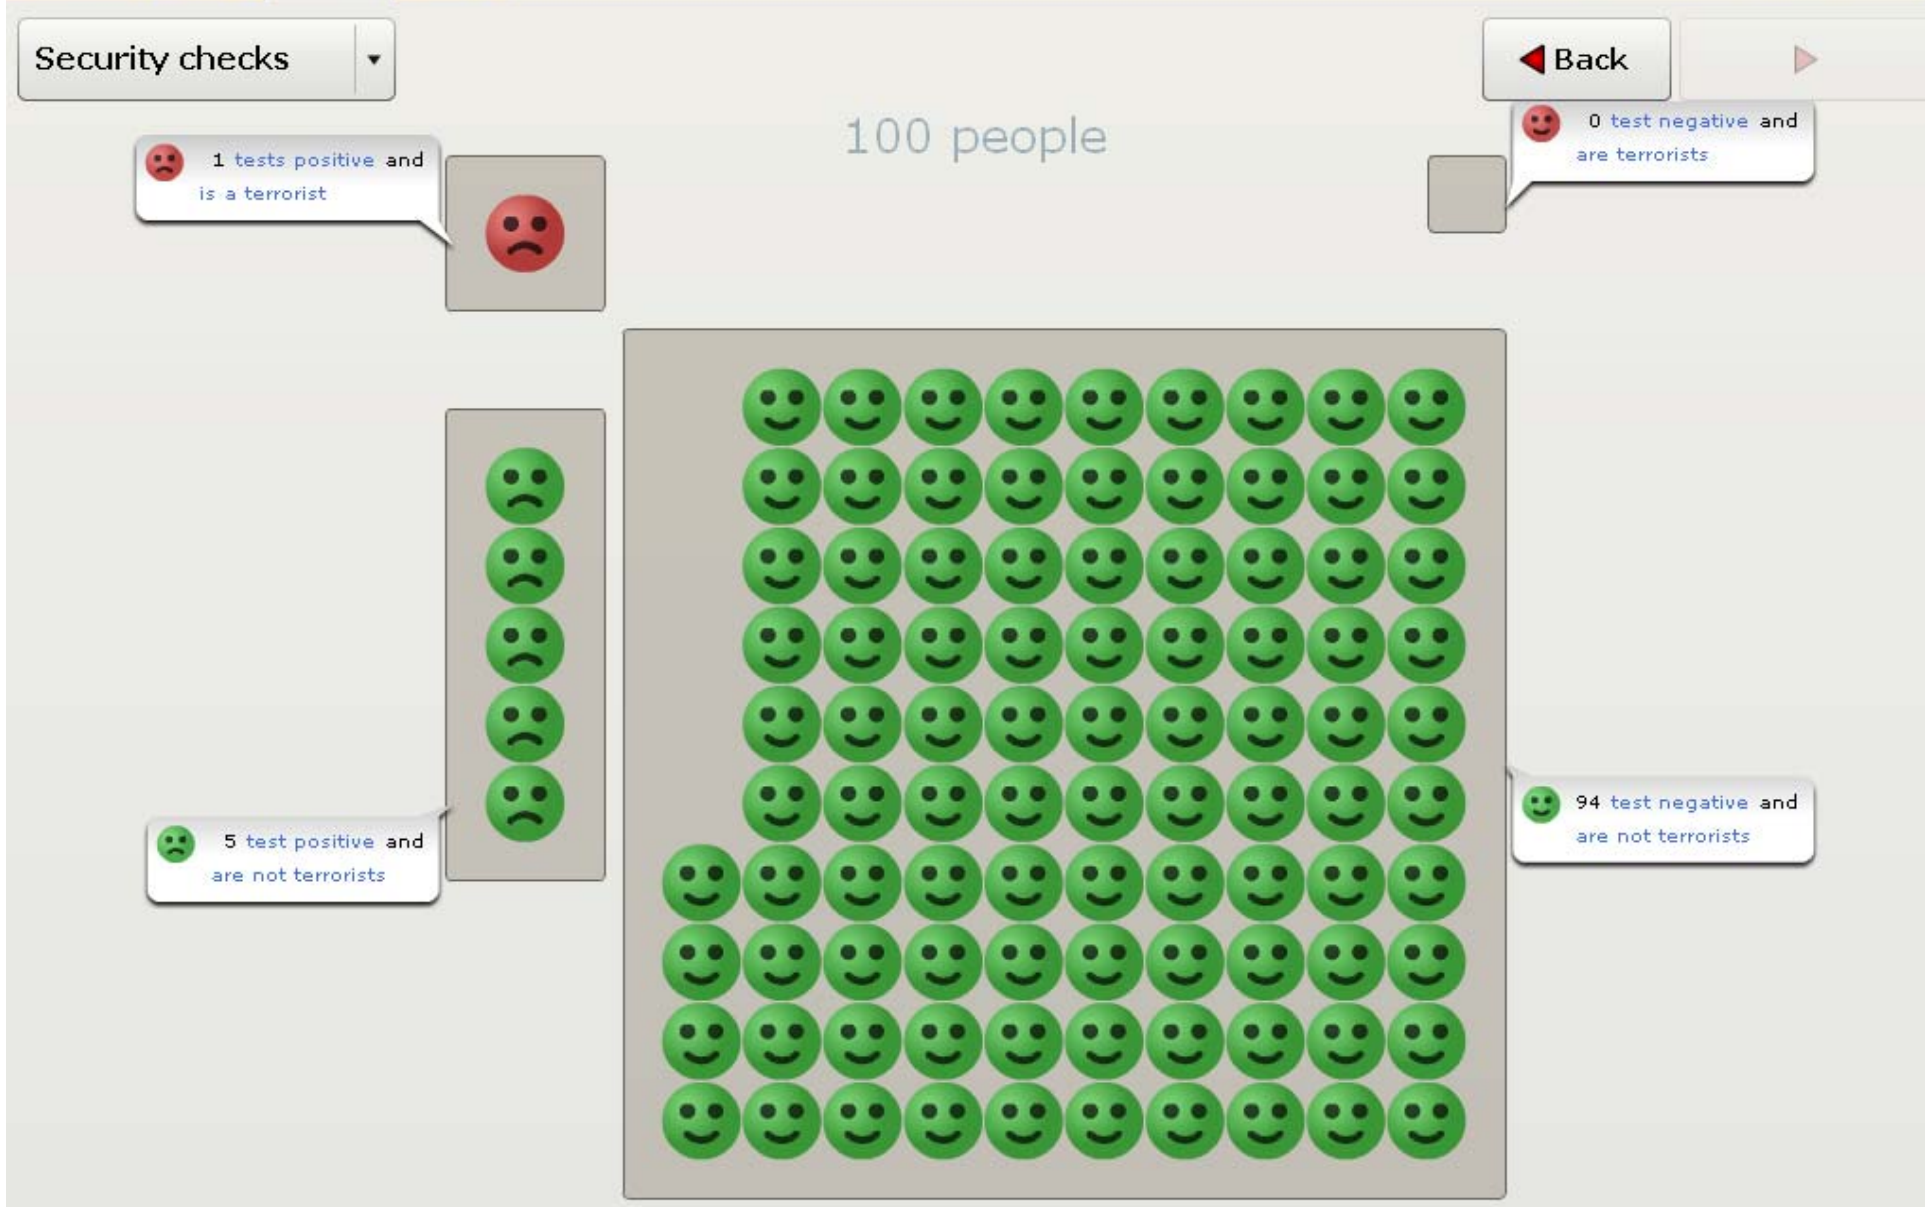 Security checks
Back
100 people
1 tests positive and
is a terrorist
0 test negative and
are terrorists
5 test positive and
are not terrorists
94 test negative and
are not terrorists